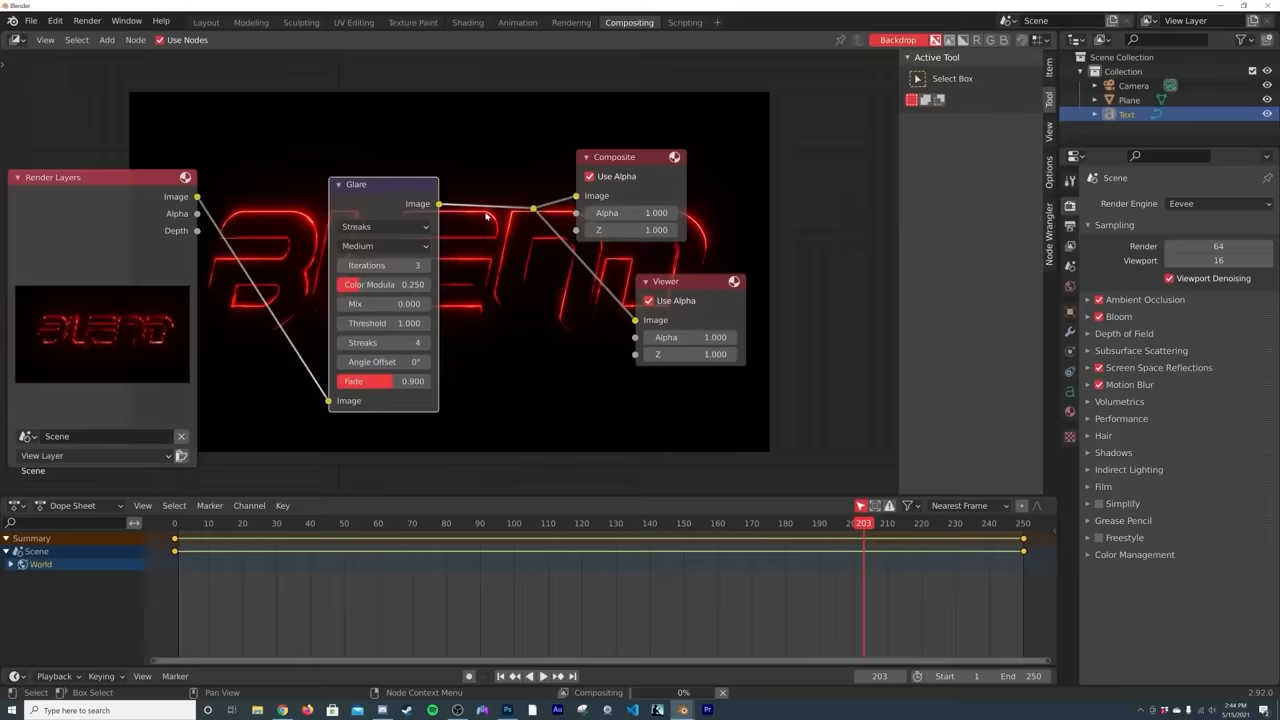 Blender
File Edit Render Window Help Layout Modeling Sculpting UV Editing Texture Paint Shading Animation Rendering Compositing Scripting + Scene View Layer
View Select Add Node Use Nodes Backdrop R G B
Active Tool
Select Box
Item
Tool
View
Options
Node Wrangler
Scene Collection
Collection
Camera
Plane
Text
Render Layers
Image
Alpha
Depth
BLEND
Scene
View Layer
Scene
Glare
Image
Streaks
Medium
Iterations 3
Color Modula 0.250
Mix 0.000
Threshold 1.000
Streaks 4
Angle Offset 0°
Fade 0.900
Image
BLEND
Composite
Use Alpha
Image
Alpha 1.000
Z 1.000
Viewer
Use Alpha
Image
Alpha 1.000
Z 1.000
Scene
Render Engine Eevee
Sampling
Render 64
Viewport 16
Viewport Denoising
Ambient Occlusion
Bloom
Depth of Field
Subsurface Scattering
Screen Space Reflections
Motion Blur
Volumetrics
Performance
Hair
Shadows
Indirect Lighting
Film
Simplify
Grease Pencil
Freestyle
Color Management
Dope Sheet View Select Marker Channel Key Nearest Frame
0 10 20 30 40 50 60 70 80 90 100 110 120 130 140 150 160 170 180 190 203 210 220 230 240 250
Summary
Scene
World
Playback Keying View Marker 203 Start 1 End 250
Select Box Select Pan View Node Context Menu Compositing 0% 2.92.0
Type here to search Ps Au Pr 2:44 PM
5/15/2021